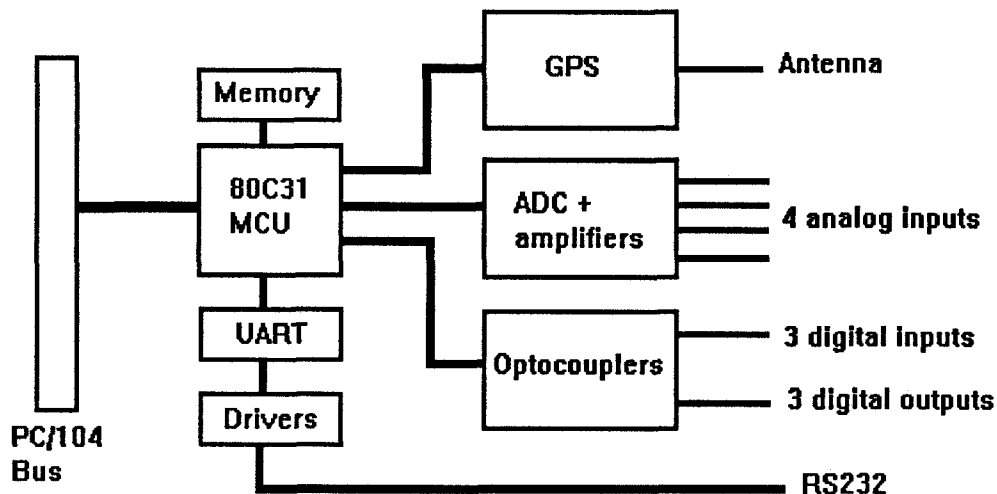 GPS
Antenna
Memory
80C31
MCU
ADC +
amplifiers
4 analog inputs
UART
Optocouplers
3 digital inputs
3 digital outputs
Drivers
PC/104
Bus
RS232